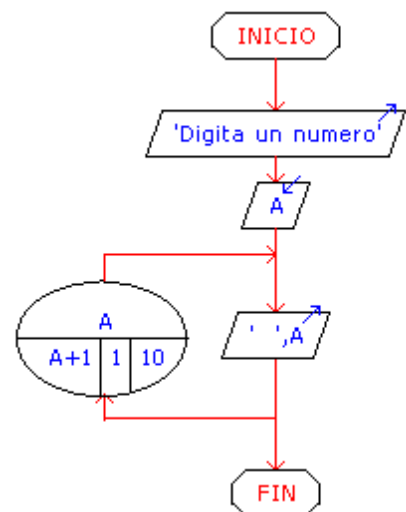 INICIO
'Digita un numero'
A
A
' ',A
A+1 1 10
FIN